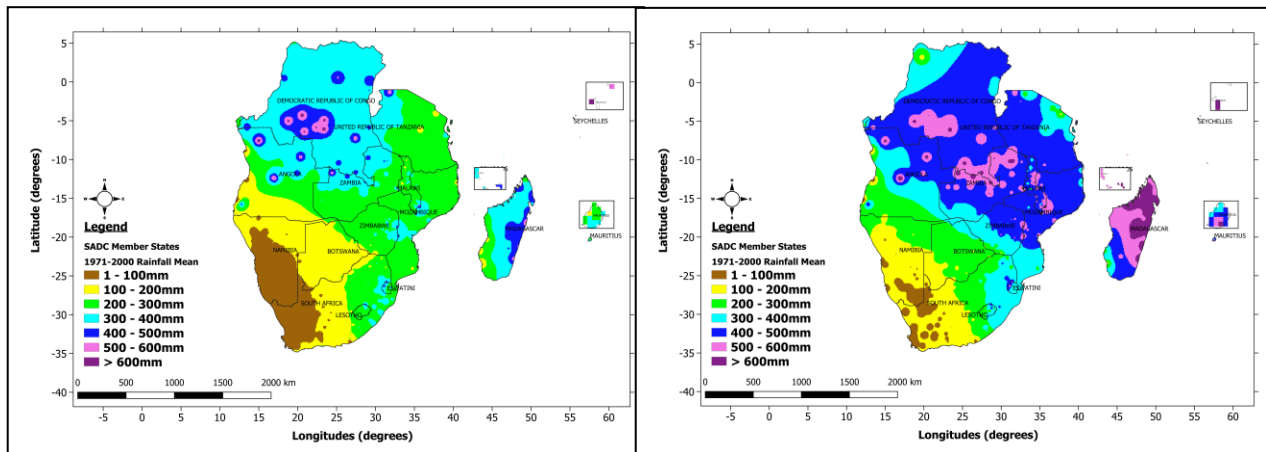 5
0
-5
-10
-15
-20
-25
-30
-35
-40
Latitude (degrees)
DEMOCRATIC REPUBLIC OF CONGO
UNITED REPUBLIC OF TANZANIA
SEYCHELLES
ANGOLA
ZAMBIA
MALAWI
MOZAMBIQUE
ZIMBABWE
MADAGASCAR
MAURITIUS
NAMIBIA
BOTSWANA
ESWATINI
SOUTH AFRICA
LESOTHO
N
W E
S
Legend
SADC Member States
1971-2000 Rainfall Mean
1 - 100mm
100 - 200mm
200 - 300mm
300 - 400mm
400 - 500mm
500 - 600mm
> 600mm
0 500 1000 1500 2000 km
-5 0 5 10 15 20 25 30 35 40 45 50 55 60
Longitudes (degrees)
5
0
-5
-10
-15
-20
-25
-30
-35
-40
Latitude (degrees)
DEMOCRATIC REPUBLIC OF CONGO
UNITED REPUBLIC OF TANZANIA
SEYCHELLES
ZAMBIA
MOZAMBIQUE
ZIMBABWE
MADAGASCAR
MAURITIUS
NAMIBIA
BOTSWANA
ESWATINI
SOUTH AFRICA
LESOTHO
N
W E
S
Legend
SADC Member States
1971-2000 Rainfall Mean
1 - 100mm
100 - 200mm
200 - 300mm
300 - 400mm
400 - 500mm
500 - 600mm
> 600mm
0 500 1000 1500 2000 km
-5 0 5 10 15 20 25 30 35 40 45 50 55 60
Longitudes (degrees)